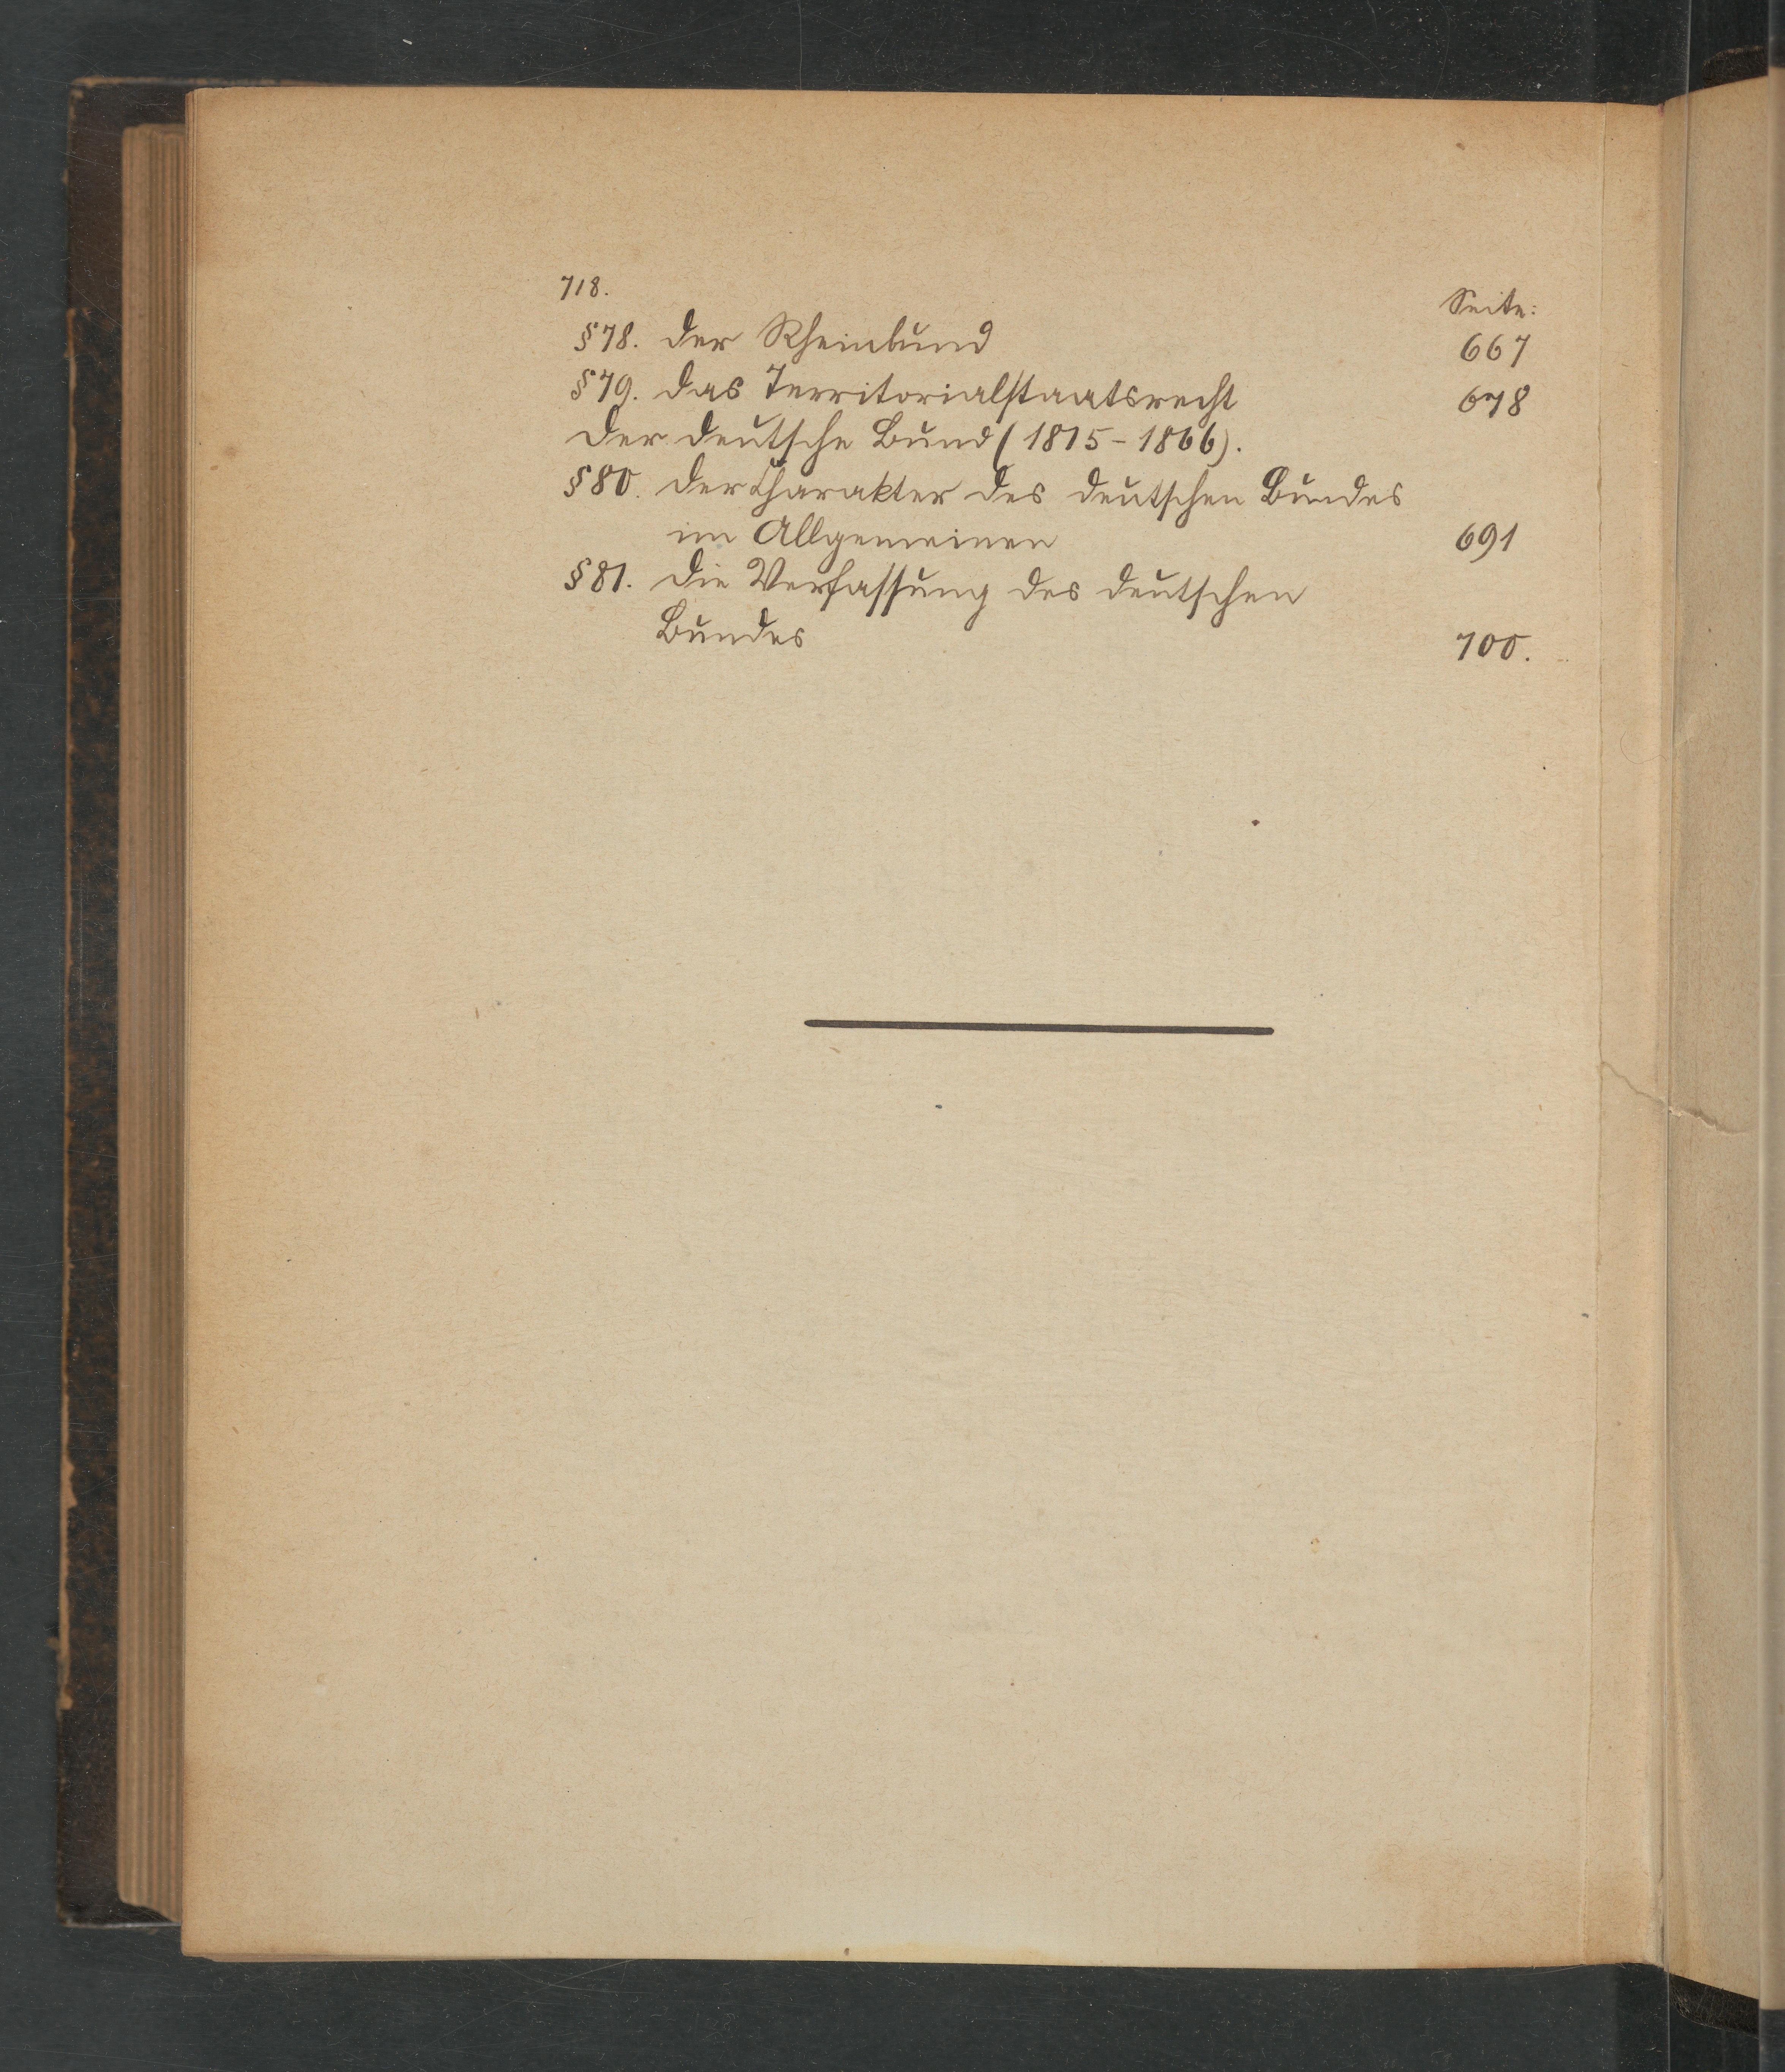 718.
Seite:
§78. der Rheinbund 667
§79. das Territorialstaatsrecht 678
Der deutsche Bund (1815-1866).
§80. der Charakter des deutschen Bundes
im Allgemeinen 691
§81. die Verfassung des deutschen
Bundes 700.